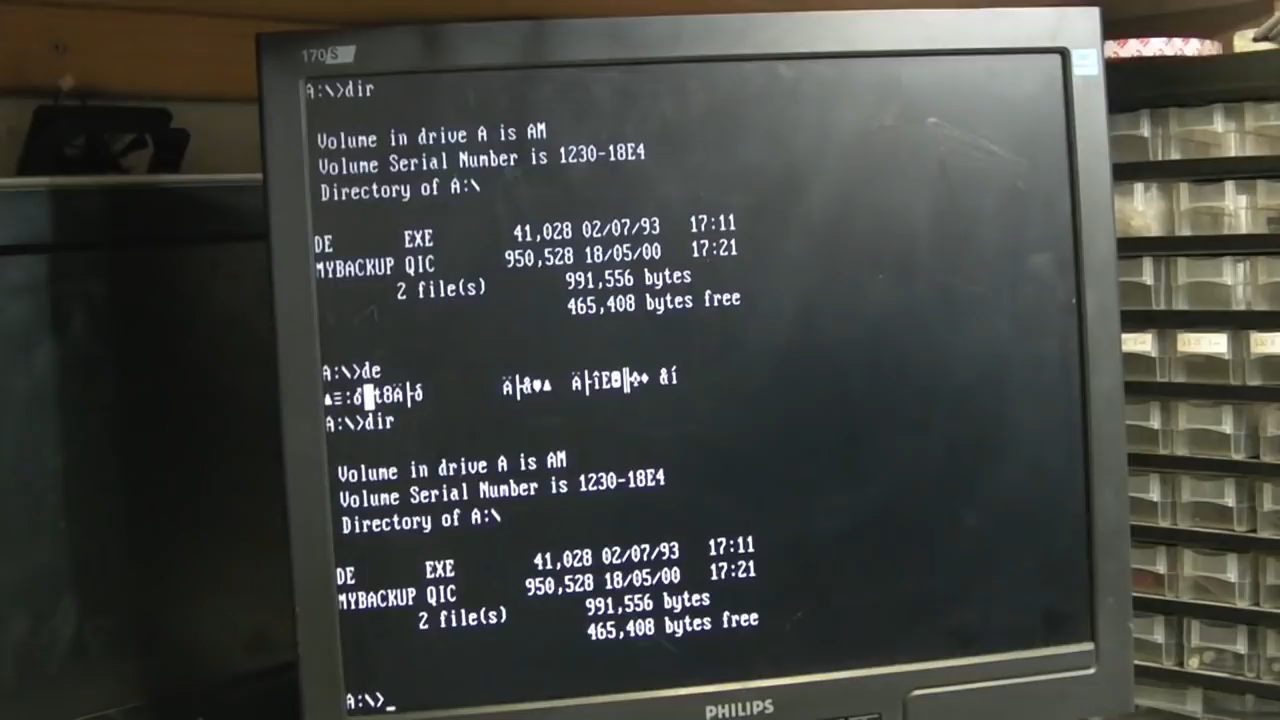 170S
A:\>dir
Volume in drive A is AM
Volume Serial Number is 1230-18E4
Directory of A:\
DE EXE 41,028 02/07/93 17:11
MYBACKUP QIC 950,528 18/05/00 17:21
2 file(s) 991,556 bytes
465,408 bytes free
A:\>de
▲≡:δ█t8Ä├δ Ä├&♥▲ Ä├îE◘╟♣♦ &í
A:\>dir
Volume in drive A is AM
Volume Serial Number is 1230-18E4
Directory of A:\
DE EXE 41,028 02/07/93 17:11
MYBACKUP QIC 950,528 18/05/00 17:21
2 file(s) 991,556 bytes
465,408 bytes free
A:\>_
PHILIPS